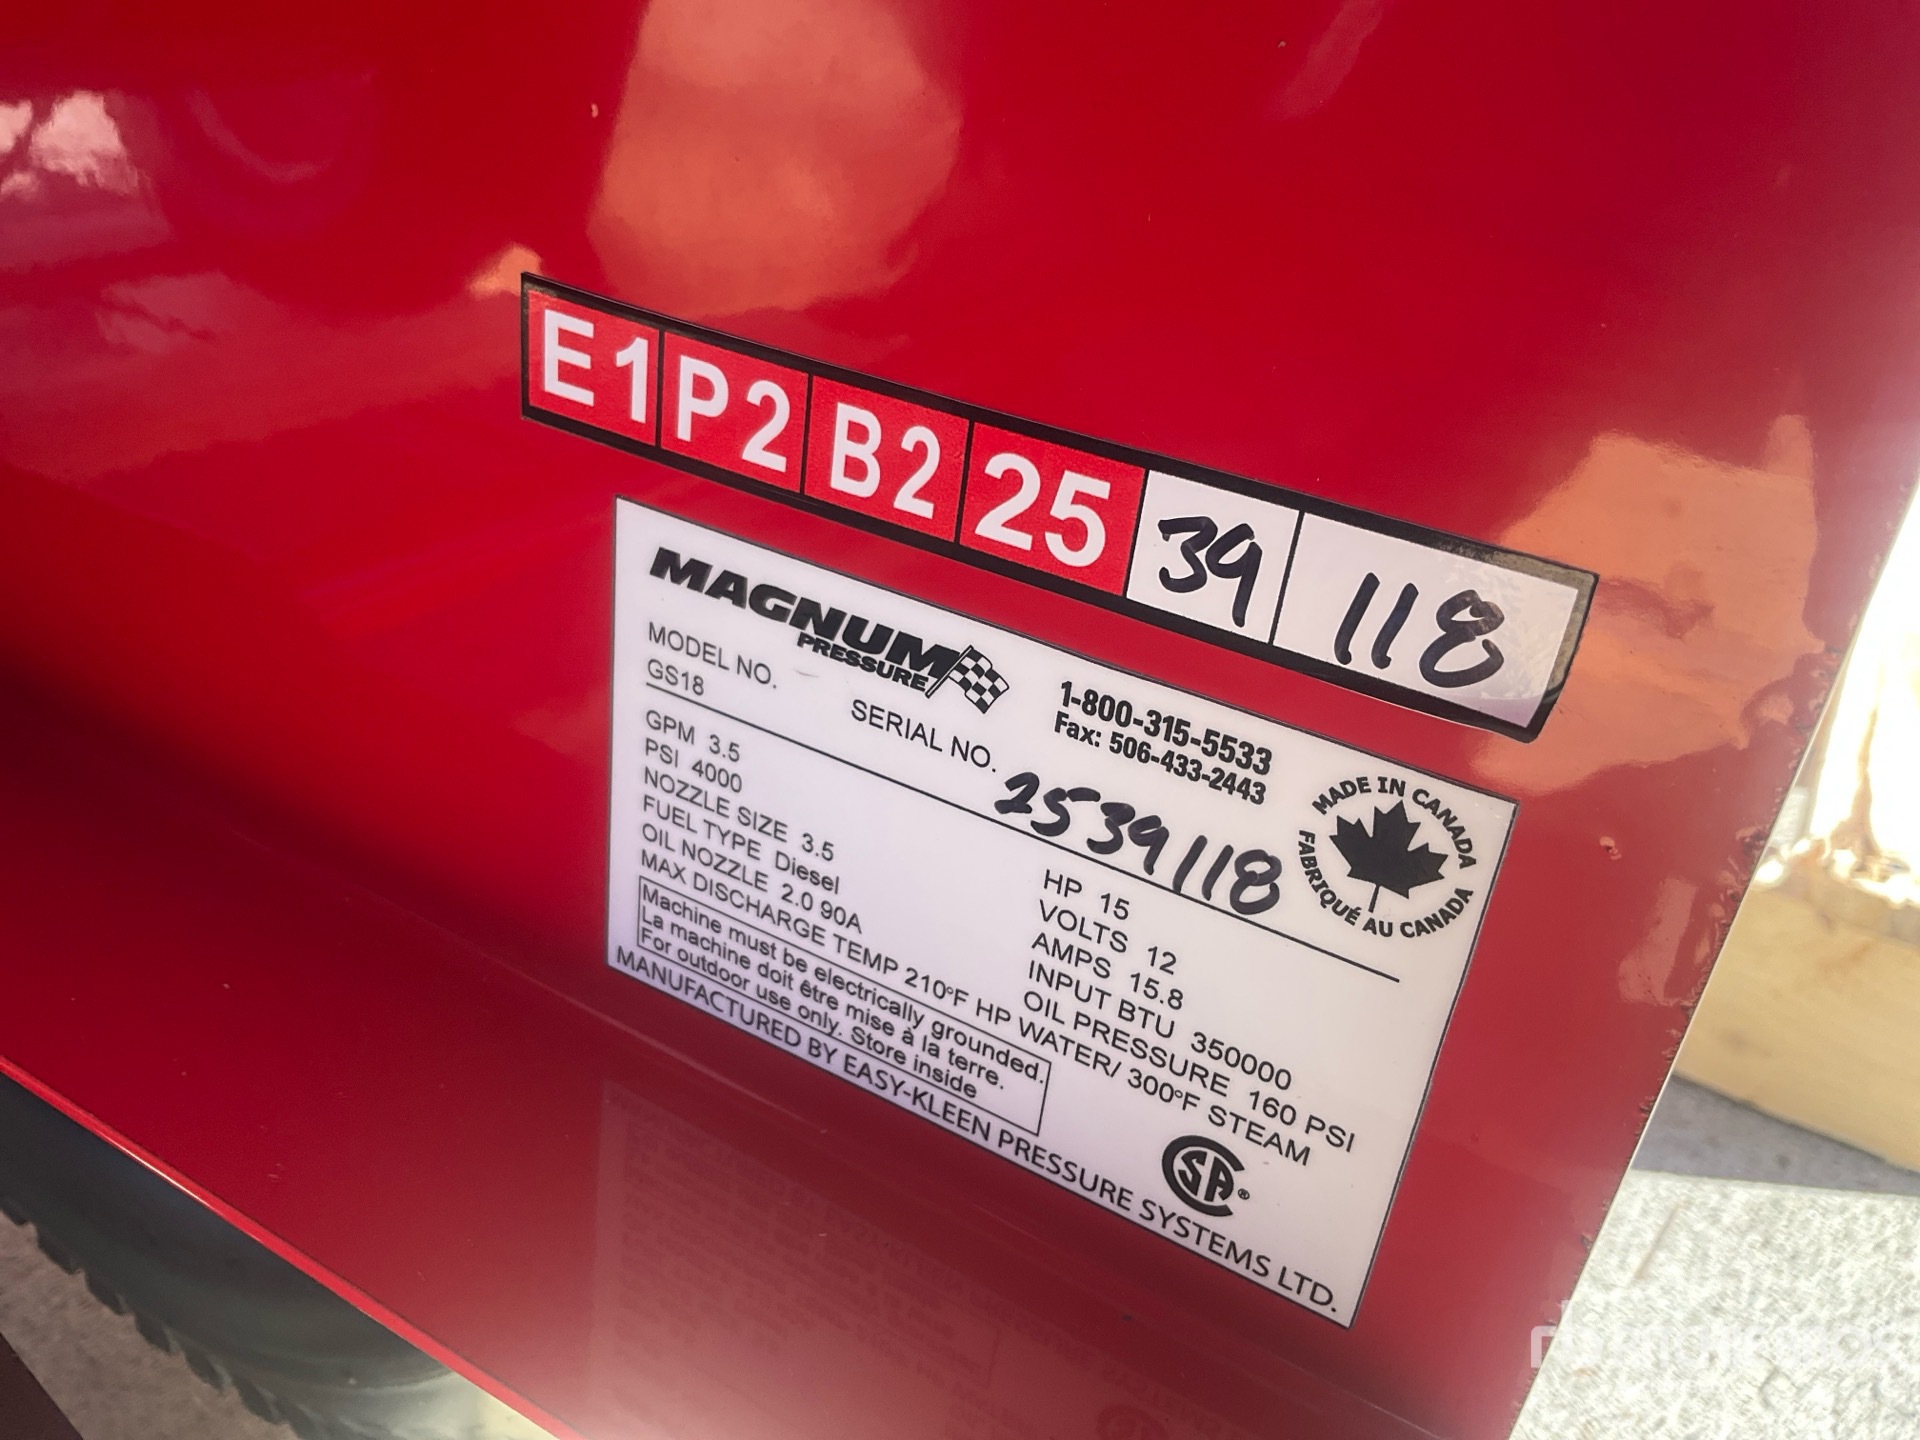 E1 P2 B2 25 39 118
MAGNUM
PRESSURE
1-800-315-5533
Fax: 506-433-2443
MODEL NO.
GS18
SERIAL NO. 2539118
MADE IN CANADA
FABRIQUÉ AU CANADA
GPM 3.5
PSI 4000
NOZZLE SIZE 3.5
FUEL TYPE Diesel
OIL NOZZLE 2.0 90A
MAX DISCHARGE TEMP 210°F HP WATER/ 300°F STEAM
HP 15
VOLTS 12
AMPS 15.8
INPUT BTU 350000
OIL PRESSURE 160 PSI
Machine must be electrically grounded.
La machine doit être mise à la terre.
For outdoor use only. Store inside
CSA®
MANUFACTURED BY EASY-KLEEN PRESSURE SYSTEMS LTD.